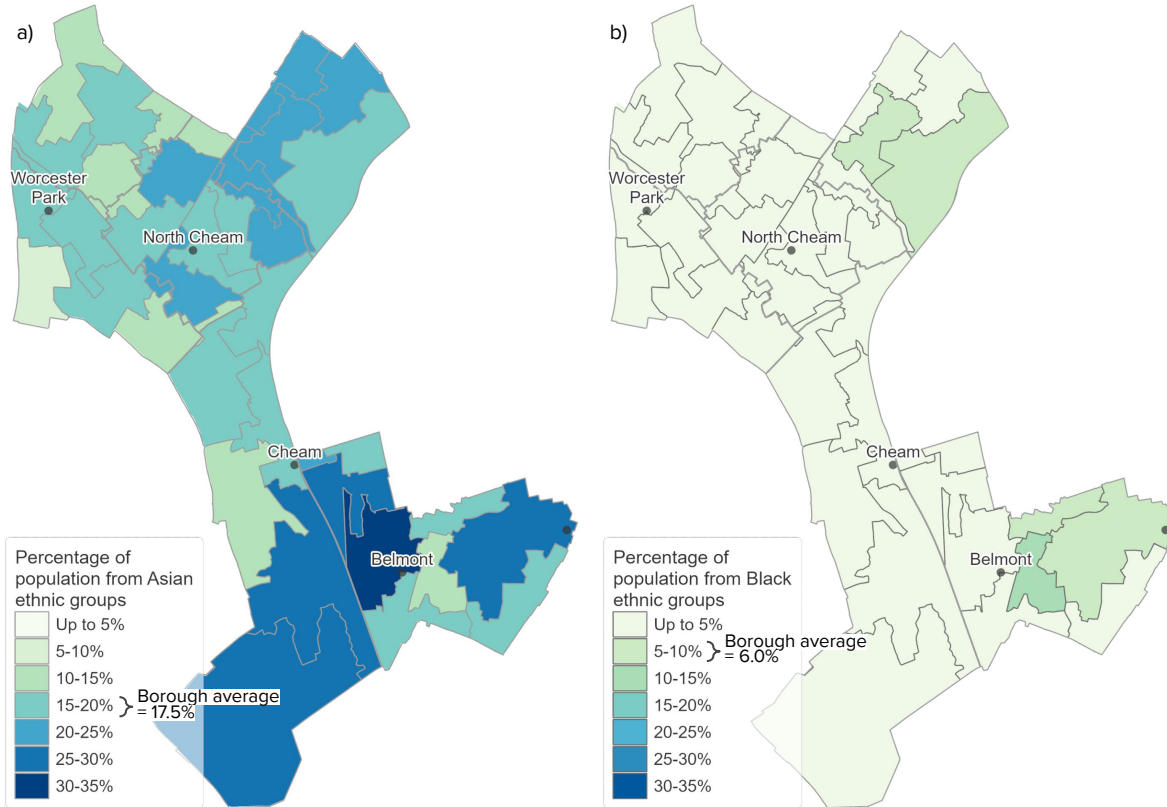 a)
Worcester
Park
North Cheam
Cheam
Belmont
Percentage of
population from Asian
ethnic groups
Up to 5%
5-10%
10-15%
15-20%
20-25%
25-30%
30-35%
} Borough average
= 17.5%
b)
Worcester
Park
North Cheam
Cheam
Belmont
Percentage of
population from Black
ethnic groups
Up to 5%
5-10%
10-15%
15-20%
20-25%
25-30%
30-35%
} Borough average
= 6.0%